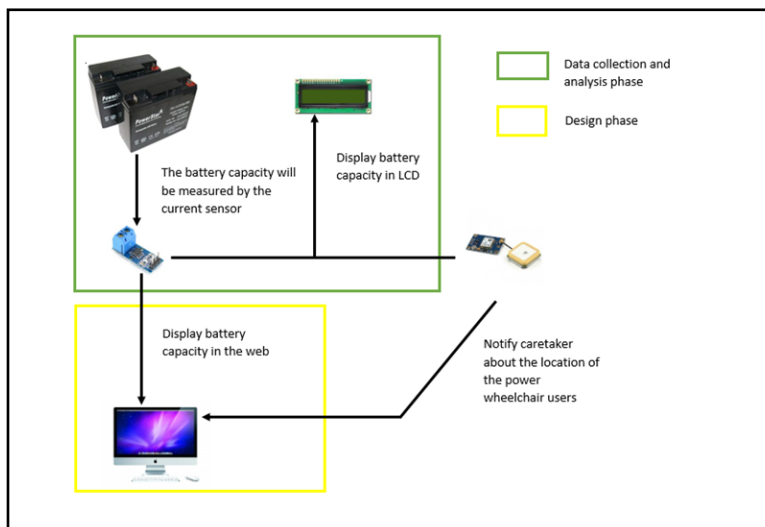 Data collection and
analysis phase
Design phase
PowerStar
The battery capacity will
be measured by the
current sensor
Display battery
capacity in LCD
Display battery
capacity in the web
Notify caretaker
about the location of
the power
wheelchair users